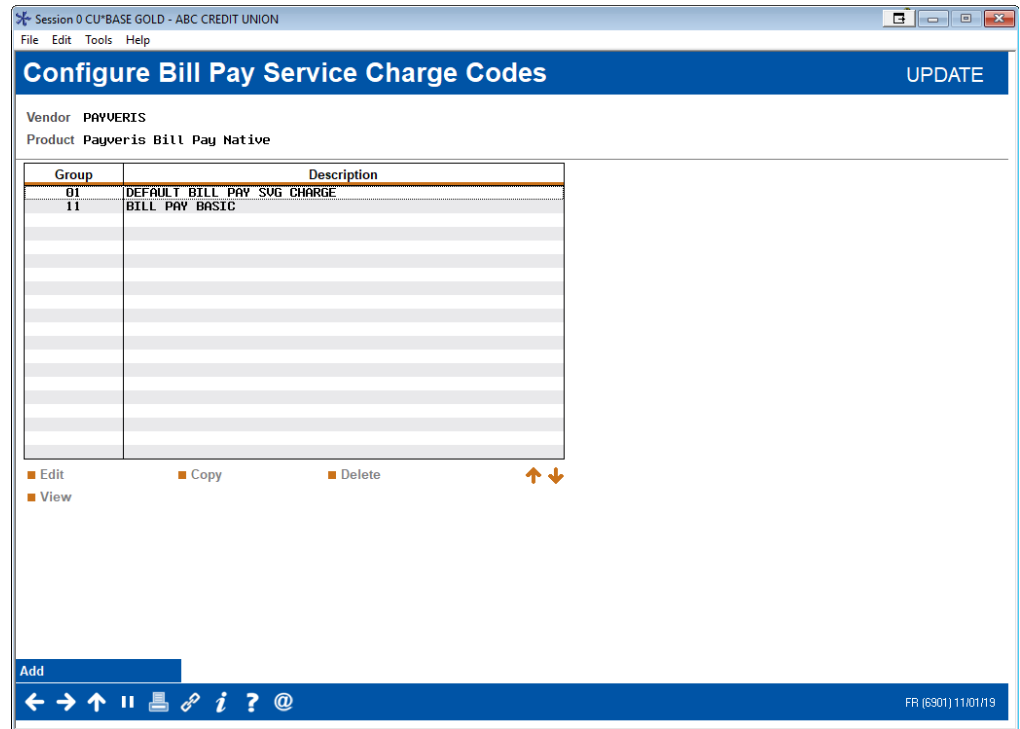 Session 0 CU*BASE GOLD - ABC CREDIT UNION
File Edit Tools Help
Configure Bill Pay Service Charge Codes UPDATE
Vendor PAYVERIS
Product Payveris Bill Pay Native
Group Description
01 DEFAULT BILL PAY SVG CHARGE
11 BILL PAY BASIC
Edit Copy Delete
View
Add
i ? @ FR (6901) 11/01/19